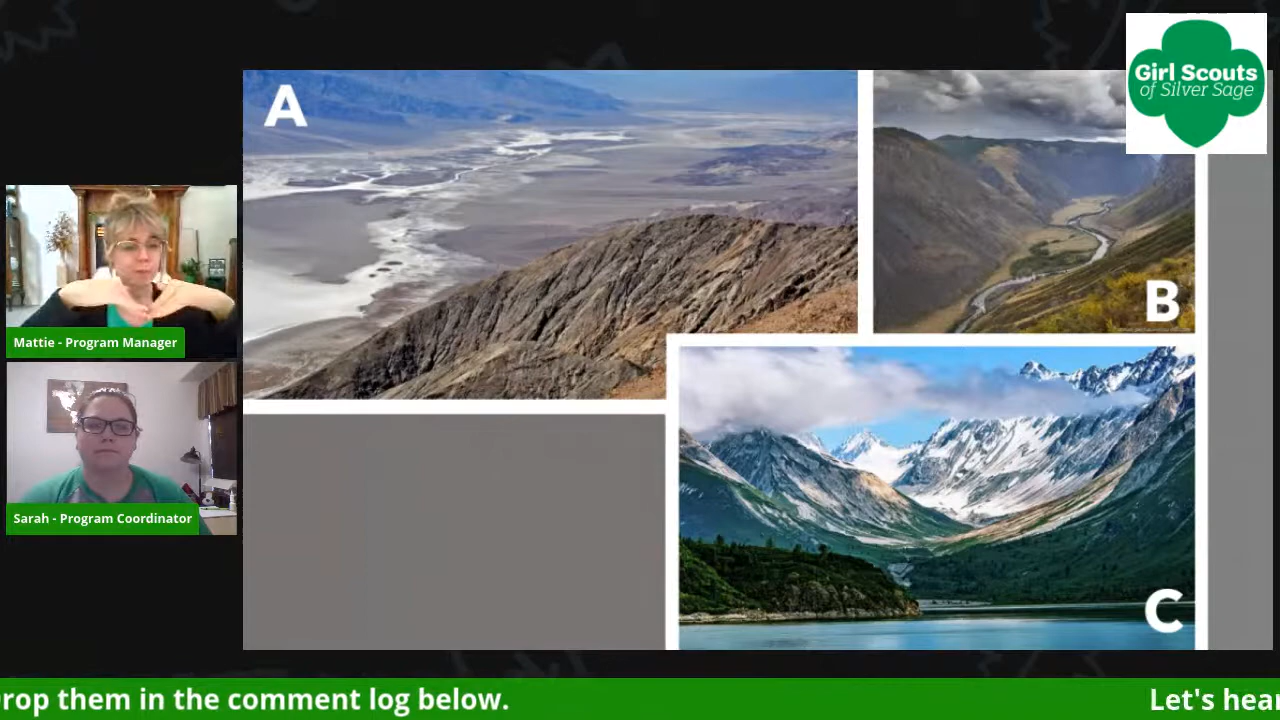 A
Girl Scouts
of Silver Sage
B
Mattie - Program Manager
Sarah - Program Coordinator
C
rop them in the comment log below.
Let's hear